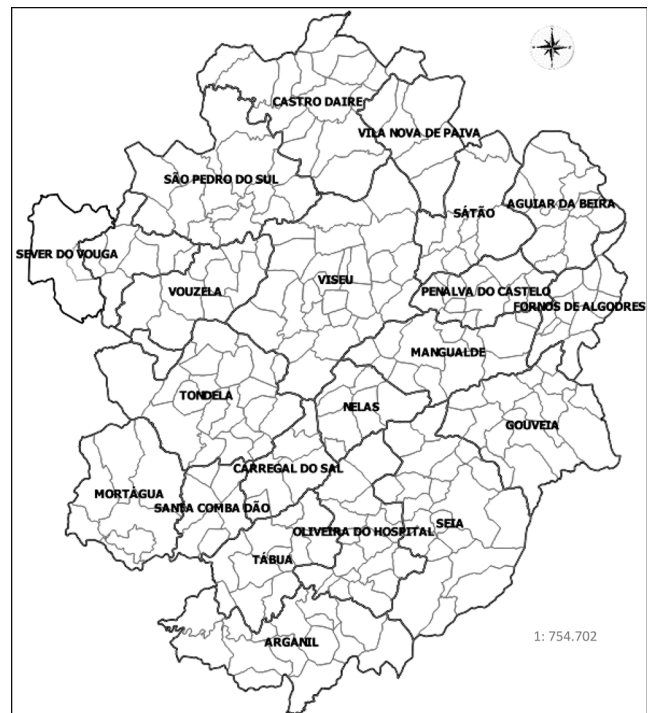 CASTRO DAIRE
VILA NOVA DE PAIVA
SÃO PEDRO DO SUL
AGUIAR DA BEIRA
SÁTÃO
SEVER DO VOUGA
VISEU
VOUZELA
PENALVA DO CASTELO
FORNOS DE ALGODRES
MANGUALDE
TONDELA
NELAS
GOUVEIA
CARREGAL DO SAL
MORTÁGUA
SANTA COMBA DÃO
SEIA
OLIVEIRA DO HOSPITAL
TÁBUA
1: 754.702
ARGANIL